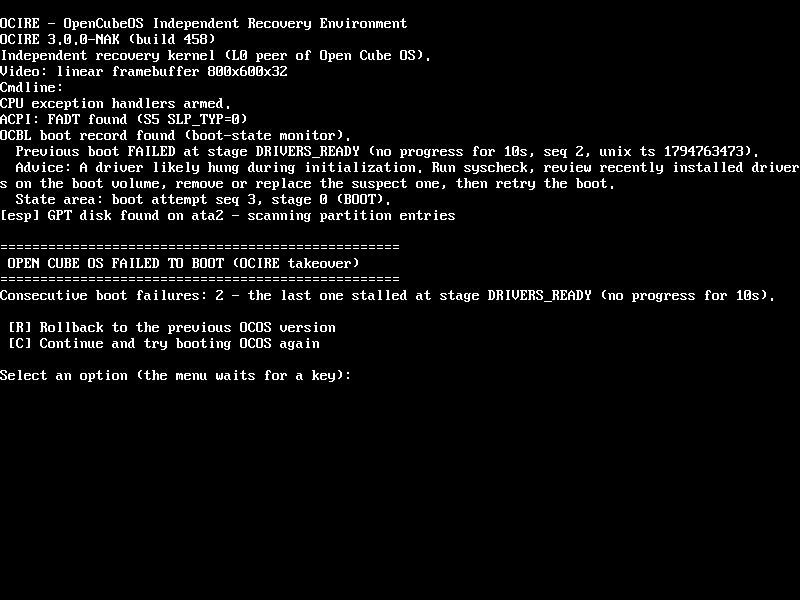 OCIRE - OpenCubeOS Independent Recovery Environment
OCIRE 3.0.0-NAK (build 458)
Independent recovery kernel (L0 peer of Open Cube OS).
Video: linear framebuffer 800x600x32
Cmdline:
CPU exception handlers armed.
ACPI: FADT found (S5 SLP_TYP=0)
OCBL boot record found (boot-state monitor).
  Previous boot FAILED at stage DRIVERS_READY (no progress for 10s, seq 2, unix ts 1794763473).
  Advice: A driver likely hung during initialization. Run syscheck, review recently installed driver
s on the boot volume, remove or replace the suspect one, then retry the boot.
  State area: boot attempt seq 3, stage 0 (BOOT).
[esp] GPT disk found on ata2 - scanning partition entries

==================================================
 OPEN CUBE OS FAILED TO BOOT (OCIRE takeover)
==================================================
Consecutive boot failures: 2 - the last one stalled at stage DRIVERS_READY (no progress for 10s).

 [R] Rollback to the previous OCOS version
 [C] Continue and try booting OCOS again

Select an option (the menu waits for a key):